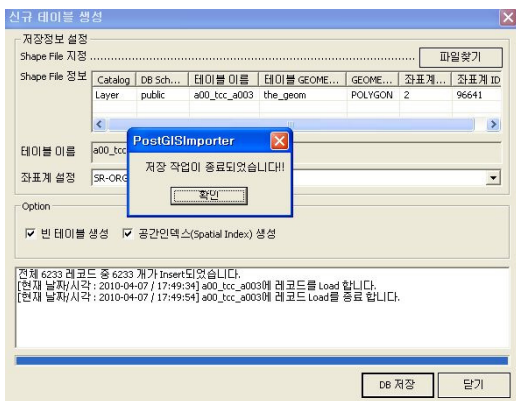 신규 테이블 생성
저장정보 설정
Shape File 지정 파일찾기
Shape File 정보
Catalog DB Sch... 테이블 이름 테이블 GEOME... GEOME... 좌표계... 좌표계 ID
Layer public a00_tcc_a003 the_geom POLYGON 2 96641
PostGISImporter
저장 작업이 종료되었습니다!!
확인
테이블 이름 a00_tcc
좌표계 설정 SR-ORG
Option
빈 테이블 생성 공간인덱스(Spatial Index) 생성
전체 6233 레코드 중 6233 개가 Insert되었습니다.
[현재 날짜/시각 : 2010-04-07 / 17:49:34] a00_tcc_a003에 레코드를 Load 합니다.
[현재 날짜/시각 : 2010-04-07 / 17:49:54] a00_tcc_a003에 레코드 Load를 종료 합니다.
DB 저장 닫기